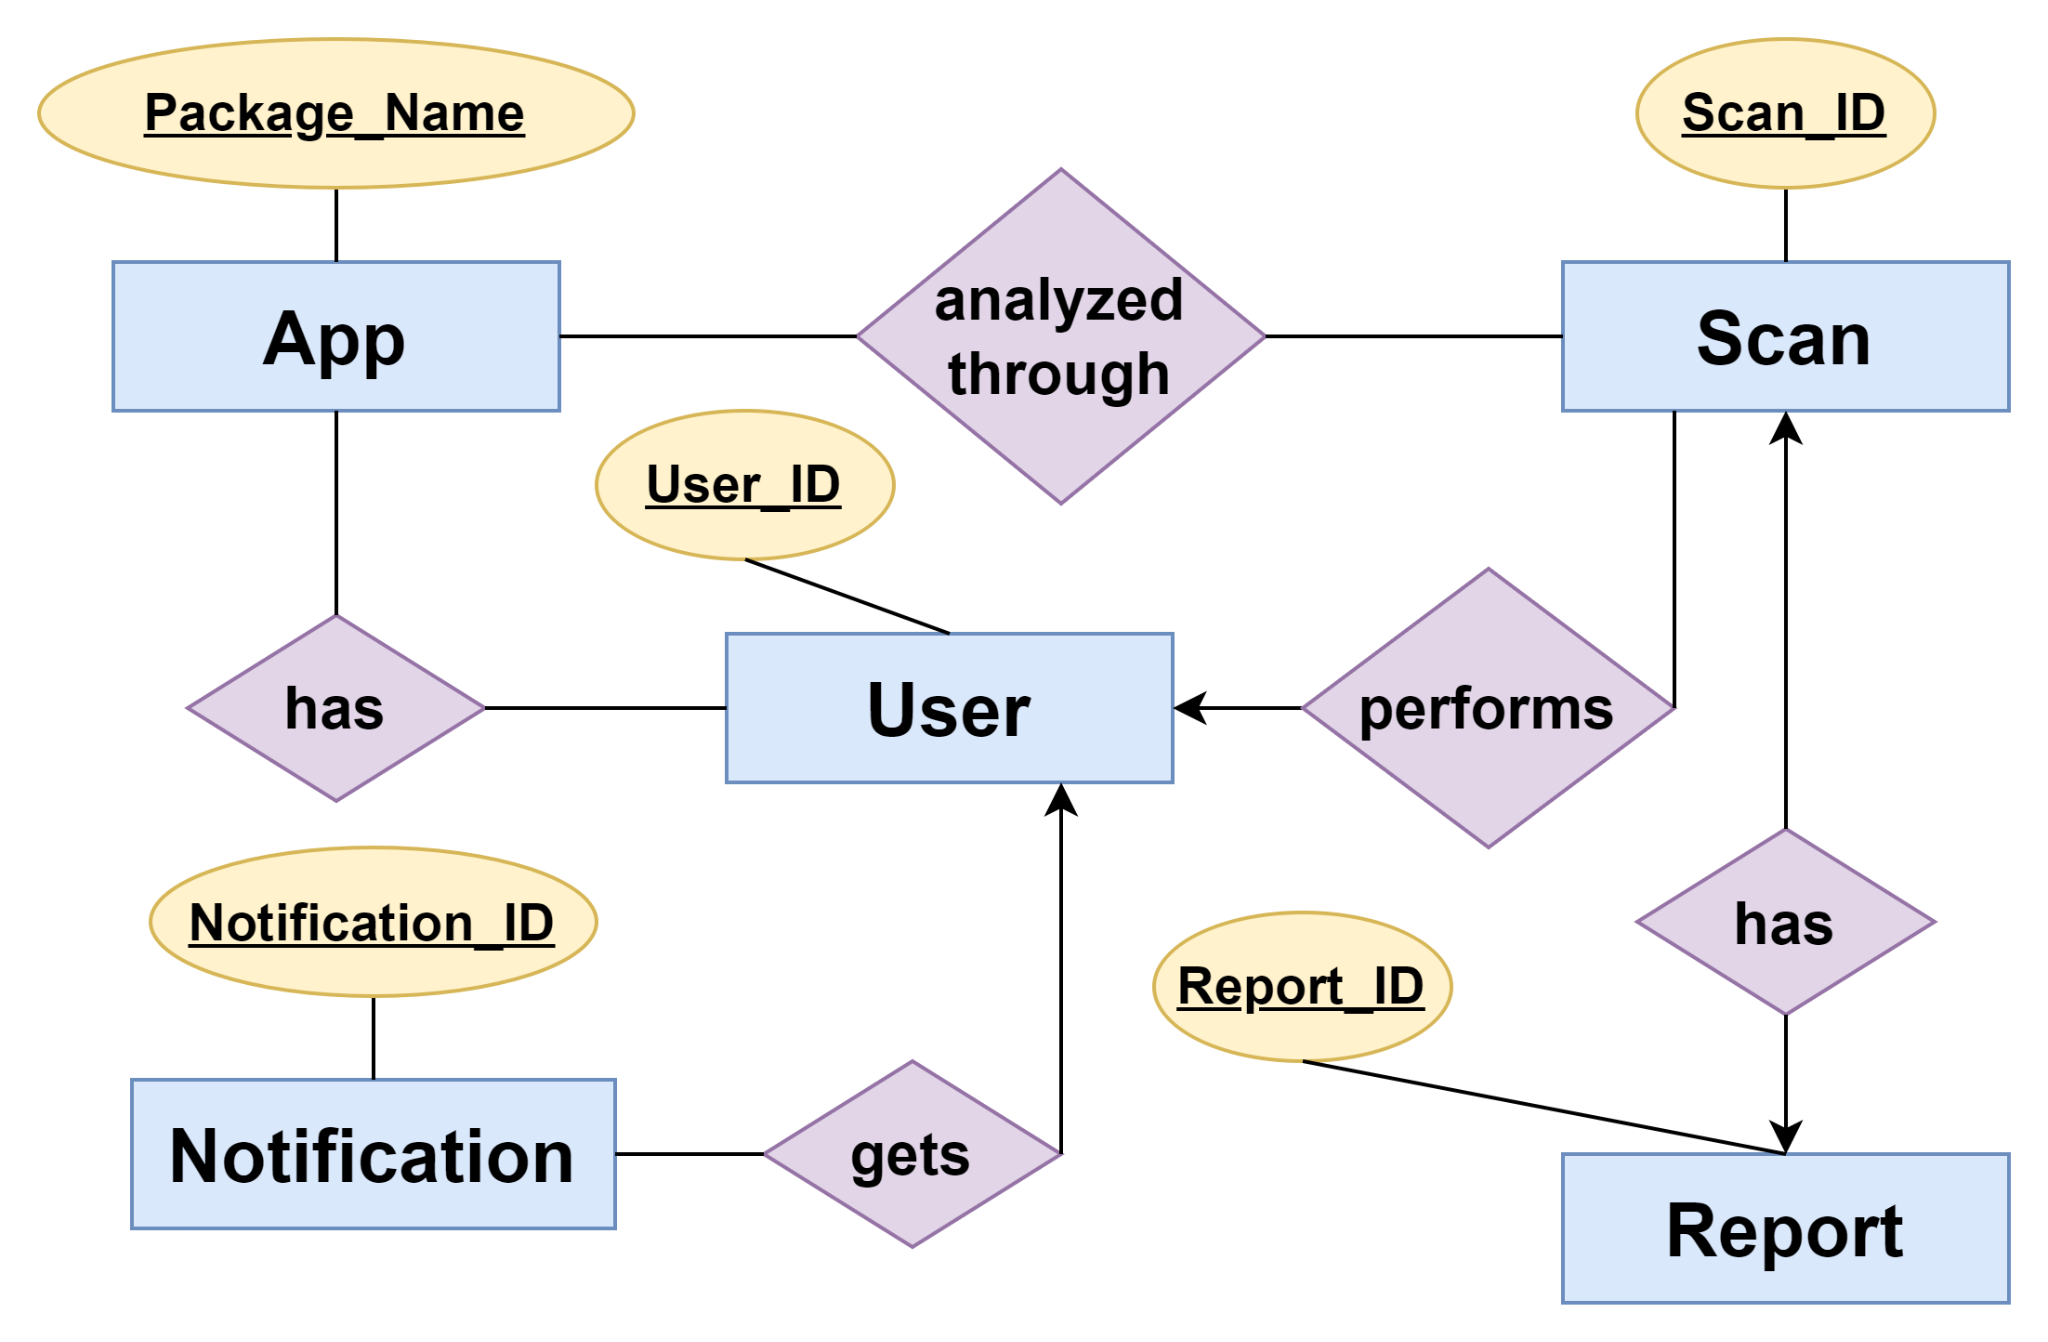 Package_Name
Scan_ID
App
analyzed
through
Scan
User_ID
has
User
performs
Notification_ID
Report_ID
has
Notification
gets
Report